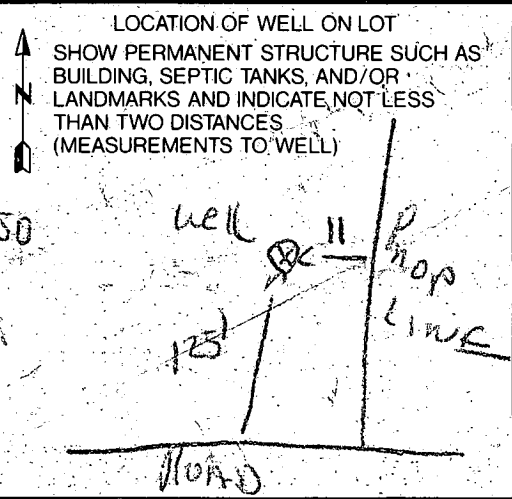 LOCATION OF WELL ON LOT
SHOW PERMANENT STRUCTURE SUCH AS
BUILDING, SEPTIC TANKS, AND/OR
LANDMARKS AND INDICATE NOT LESS
THAN TWO DISTANCES
(MEASUREMENTS TO WELL)
N
50
well
11
Prop
Line
125'
ROAD